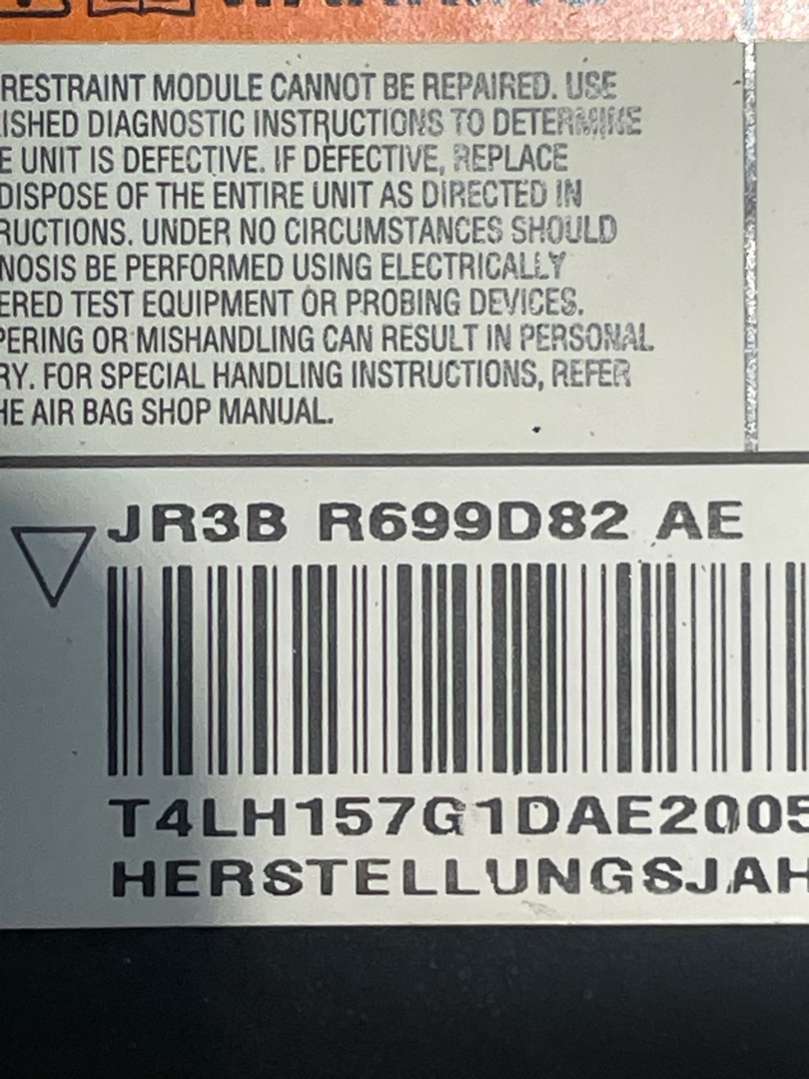 RESTRAINT MODULE CANNOT BE REPAIRED. USE
ISHED DIAGNOSTIC INSTRUCTIONS TO DETERMINE
E UNIT IS DEFECTIVE. IF DEFECTIVE, REPLACE
DISPOSE OF THE ENTIRE UNIT AS DIRECTED IN
RUCTIONS. UNDER NO CIRCUMSTANCES SHOULD
NOSIS BE PERFORMED USING ELECTRICALLY
ERED TEST EQUIPMENT OR PROBING DEVICES.
PERING OR MISHANDLING CAN RESULT IN PERSONAL
RY. FOR SPECIAL HANDLING INSTRUCTIONS, REFER
HE AIR BAG SHOP MANUAL.
JR3B R699D82 AE
T4LH157G1DAE2005
HERSTELLUNGSJAH